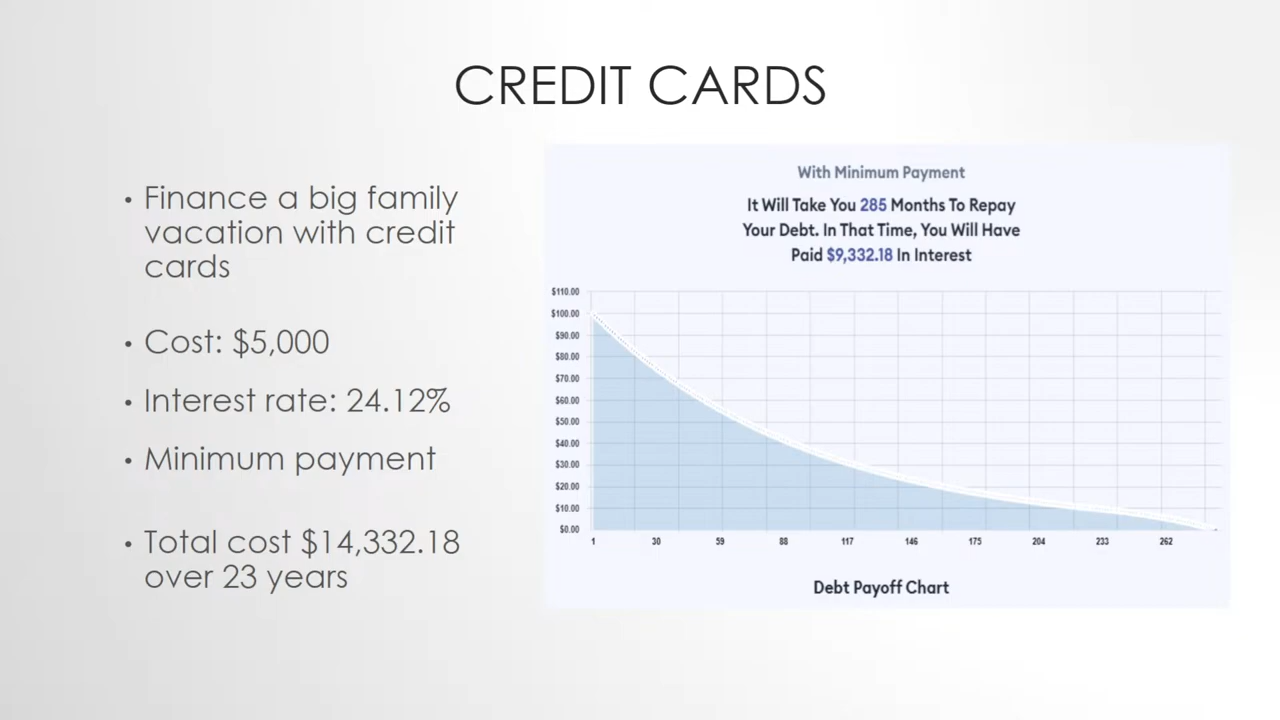 CREDIT CARDS
• Finance a big family
vacation with credit
cards
• Cost: $5,000
• Interest rate: 24.12%
• Minimum payment
• Total cost $14,332.18
over 23 years
With Minimum Payment
It Will Take You 285 Months To Repay
Your Debt. In That Time, You Will Have
Paid $9,332.18 In Interest
$110.00
$100.00
$90.00
$80.00
$70.00
$60.00
$50.00
$40.00
$30.00
$20.00
$10.00
$0.00
1 30 59 88 117 146 175 204 233 262
Debt Payoff Chart